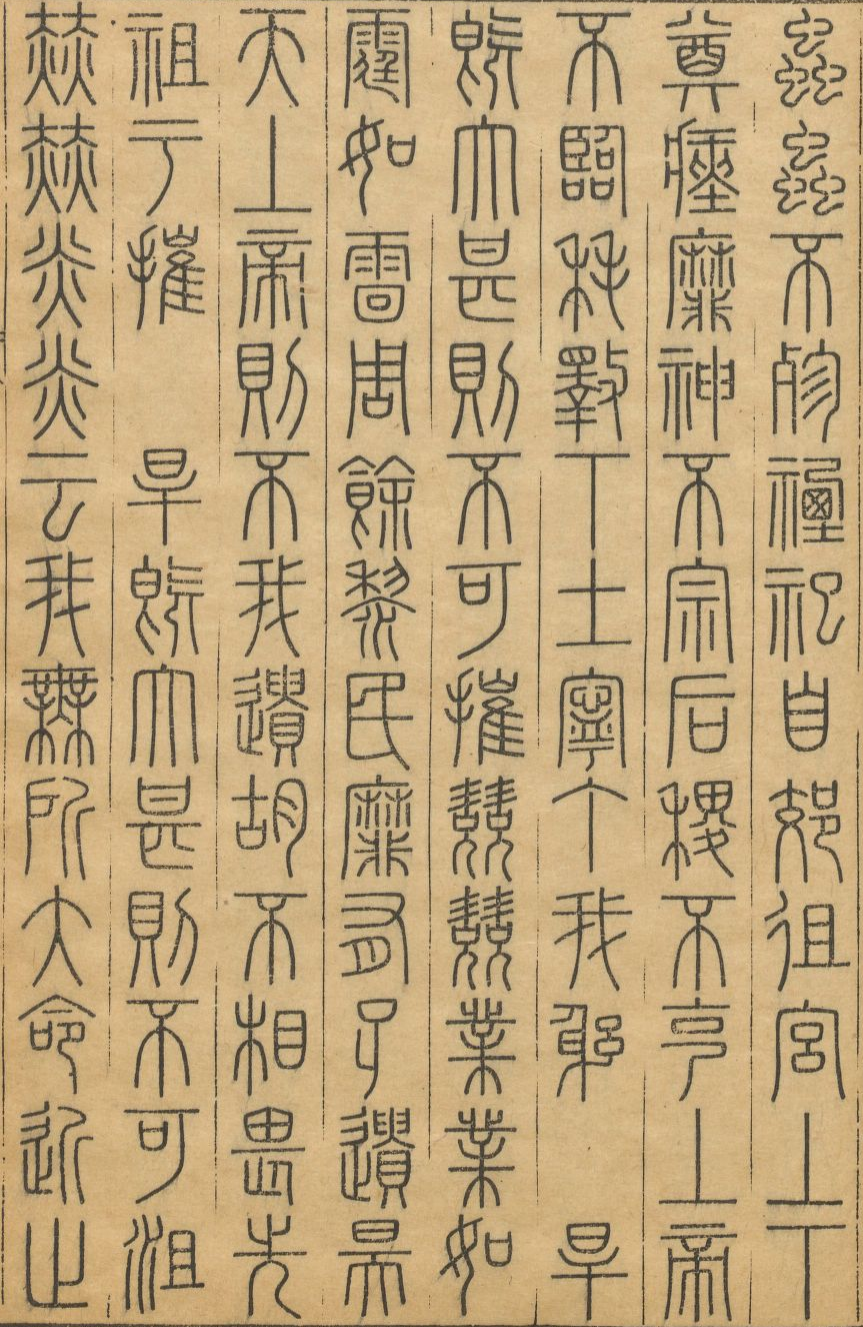 蟲蟲不殄禋祀自郊徂宮上下
奠瘞靡神不宗后稷不克上帝
不臨秏斁下土寧丁我躬　旱
既大甚則不可摧兢兢業業如
霆如雷周餘黎民靡有孑遺昊
天上帝則不我遺胡不相畏先
祖于摧　旱既大甚則不可沮
赫赫炎炎云我無所大命近止